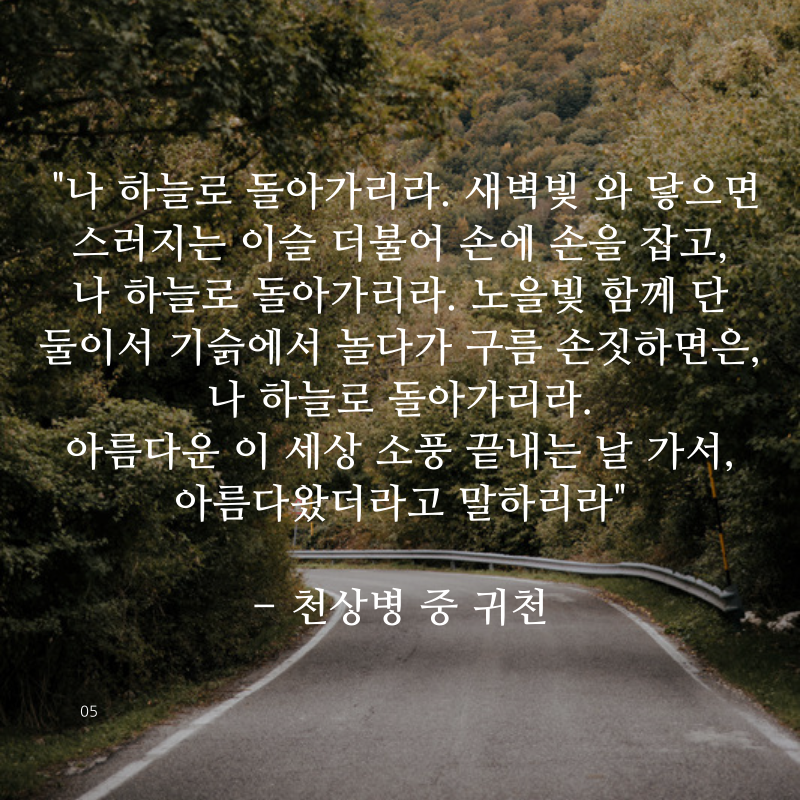 "나 하늘로 돌아가리라. 새벽빛 와 닿으면
스러지는 이슬 더불어 손에 손을 잡고,
나 하늘로 돌아가리라. 노을빛 함께 단
둘이서 기슭에서 놀다가 구름 손짓하면은,
나 하늘로 돌아가리라.
아름다운 이 세상 소풍 끝내는 날 가서,
아름다왔더라고 말하리라"
- 천상병 중 귀천
05